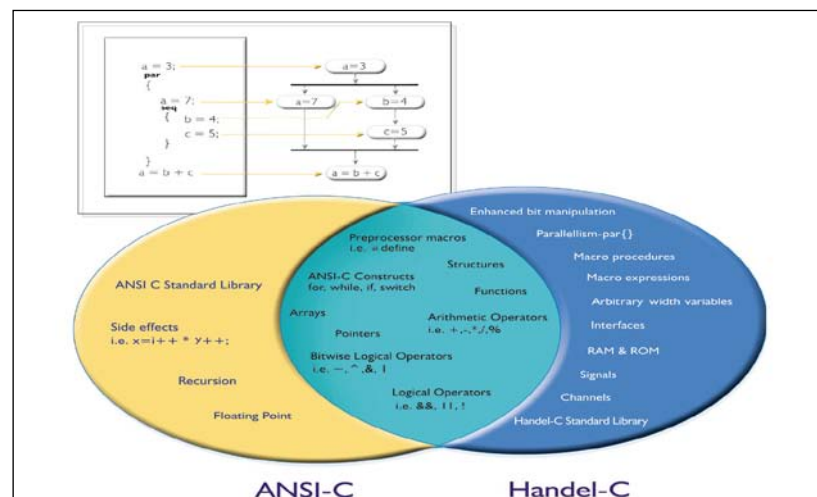 a = 3;
par
{
a = 7;
seq
{ b = 4;
c = 5;
}
}
a = b + c
a=3
a=7
b=4
c=5
a = b + c
ANSI C Standard Library
Side effects
i.e. x=i++ * y++;
Recursion
Floating Point
Preprocessor macros
i.e. #define
Structures
ANSI-C Constructs
for, while, if, switch
Functions
Arrays
Arithmetic Operators
i.e. +,-,*,/,%
Pointers
Bitwise Logical Operators
i.e. ~, ^ ,&, |
Logical Operators
i.e. &&, ||, !
Enhanced bit manipulation
Parallellism-par{}
Macro procedures
Macro expressions
Arbitrary width variables
Interfaces
RAM & ROM
Signals
Channels
Handel-C Standard Library
ANSI-C
Handel-C